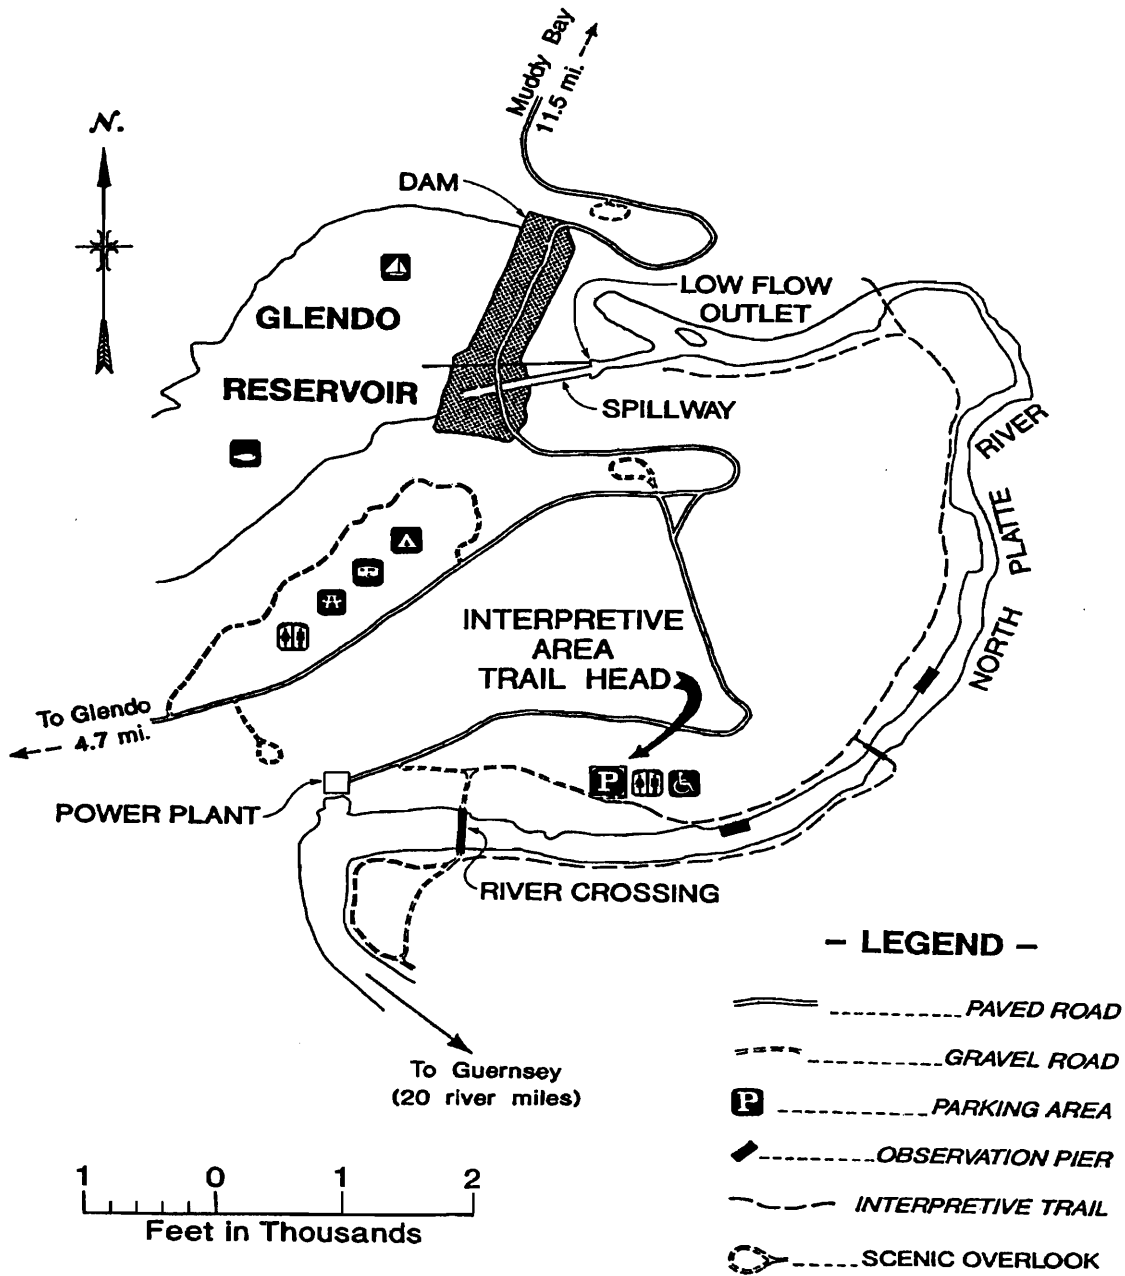 Muddy Bay
11.5 mi.
N.
DAM
GLENDO
RESERVOIR
LOW FLOW
OUTLET
SPILLWAY
RIVER
PLATTE
NORTH
INTERPRETIVE
AREA
TRAIL HEAD
To Glendo
4.7 mi.
P
POWER PLANT
RIVER CROSSING
To Guernsey
(20 river miles)
- LEGEND -
PAVED ROAD
GRAVEL ROAD
P PARKING AREA
OBSERVATION PIER
INTERPRETIVE TRAIL
SCENIC OVERLOOK
1 0 1 2
Feet in Thousands